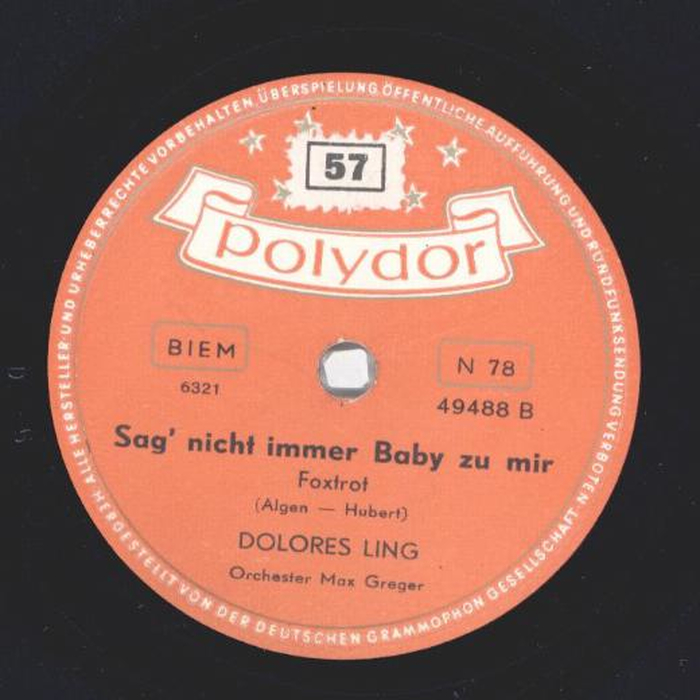 ALLE HERSTELLER- UND URHEBERRECHTE VORBEHALTEN, ÜBERSPIELUNG, ÖFFENTLICHE AUFFÜHRUNG UND RUNDFUNKSENDUNG VERBOTEN
57
polydor
BIEM
N 78
6321
49488 B
Sag' nicht immer Baby zu mir
Foxtrot
(Algen — Hubert)
DOLORES LING
Orchester Max Greger
HERGESTELLT VON DER DEUTSCHEN GRAMMOPHON GESELLSCHAFT